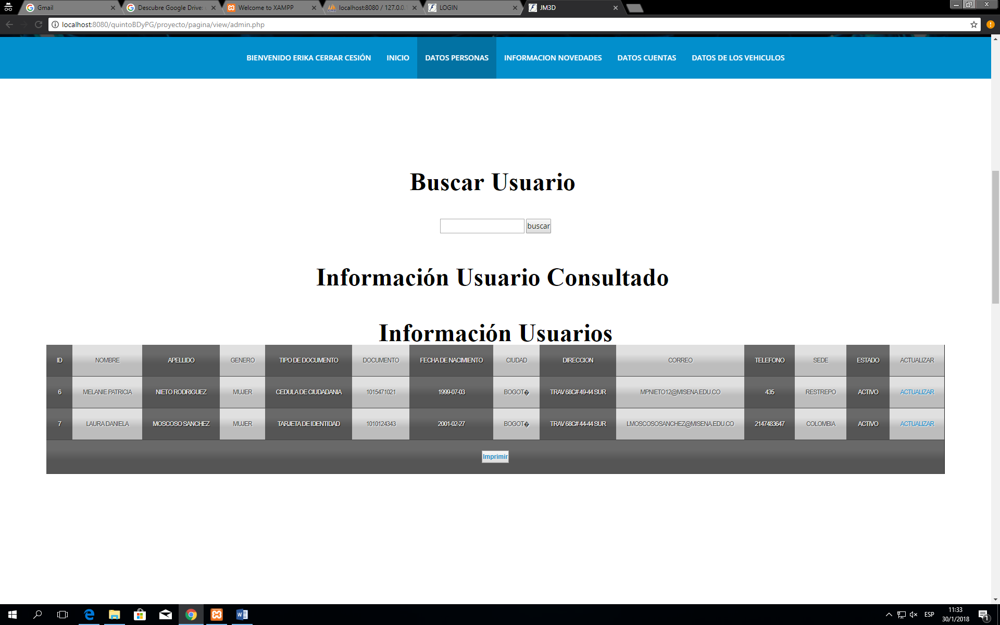 Gmail
Descubre Google Drive:
Welcome to XAMPP
localhost:8080 / 127.0.0.
LOGIN
JM3D
localhost:8080/quintoBDyPG/proyecto/pagina/view/admin.php
BIENVENIDO ERIKA CERRAR CESIÓN INICIO DATOS PERSONAS INFORMACION NOVEDADES DATOS CUENTAS DATOS DE LOS VEHICULOS
Buscar Usuario
buscar
Información Usuario Consultado
Información Usuarios
ID NOMBRE APELLIDO GENERO TIPO DE DOCUMENTO DOCUMENTO FECHA DE NACIMIENTO CIUDAD DIRECCION CORREO TELEFONO SEDE ESTADO ACTUALIZAR
6 MELANIE PATRICIA NIETO RODRIGUEZ MUJER CEDULA DE CIUDADANIA 1015471021 1999-07-03 BOGOT� TRAV 68C# 49-44 SUR MPNIETO12@MISENA.EDU.CO 435 RESTREPO ACTIVO ACTUALIZAR
7 LAURA DANIELA MOSCOSO SANCHEZ MUJER TARJETA DE IDENTIDAD 1010124343 2001-02-27 BOGOT� TRAV 68C# 44-44 SUR LMOSCOSOSANCHEZ@MISENA.EDU.CO 2147483647 COLOMBIA ACTIVO ACTUALIZAR
Imprimir
ESP
11:33
30/1/2018
1